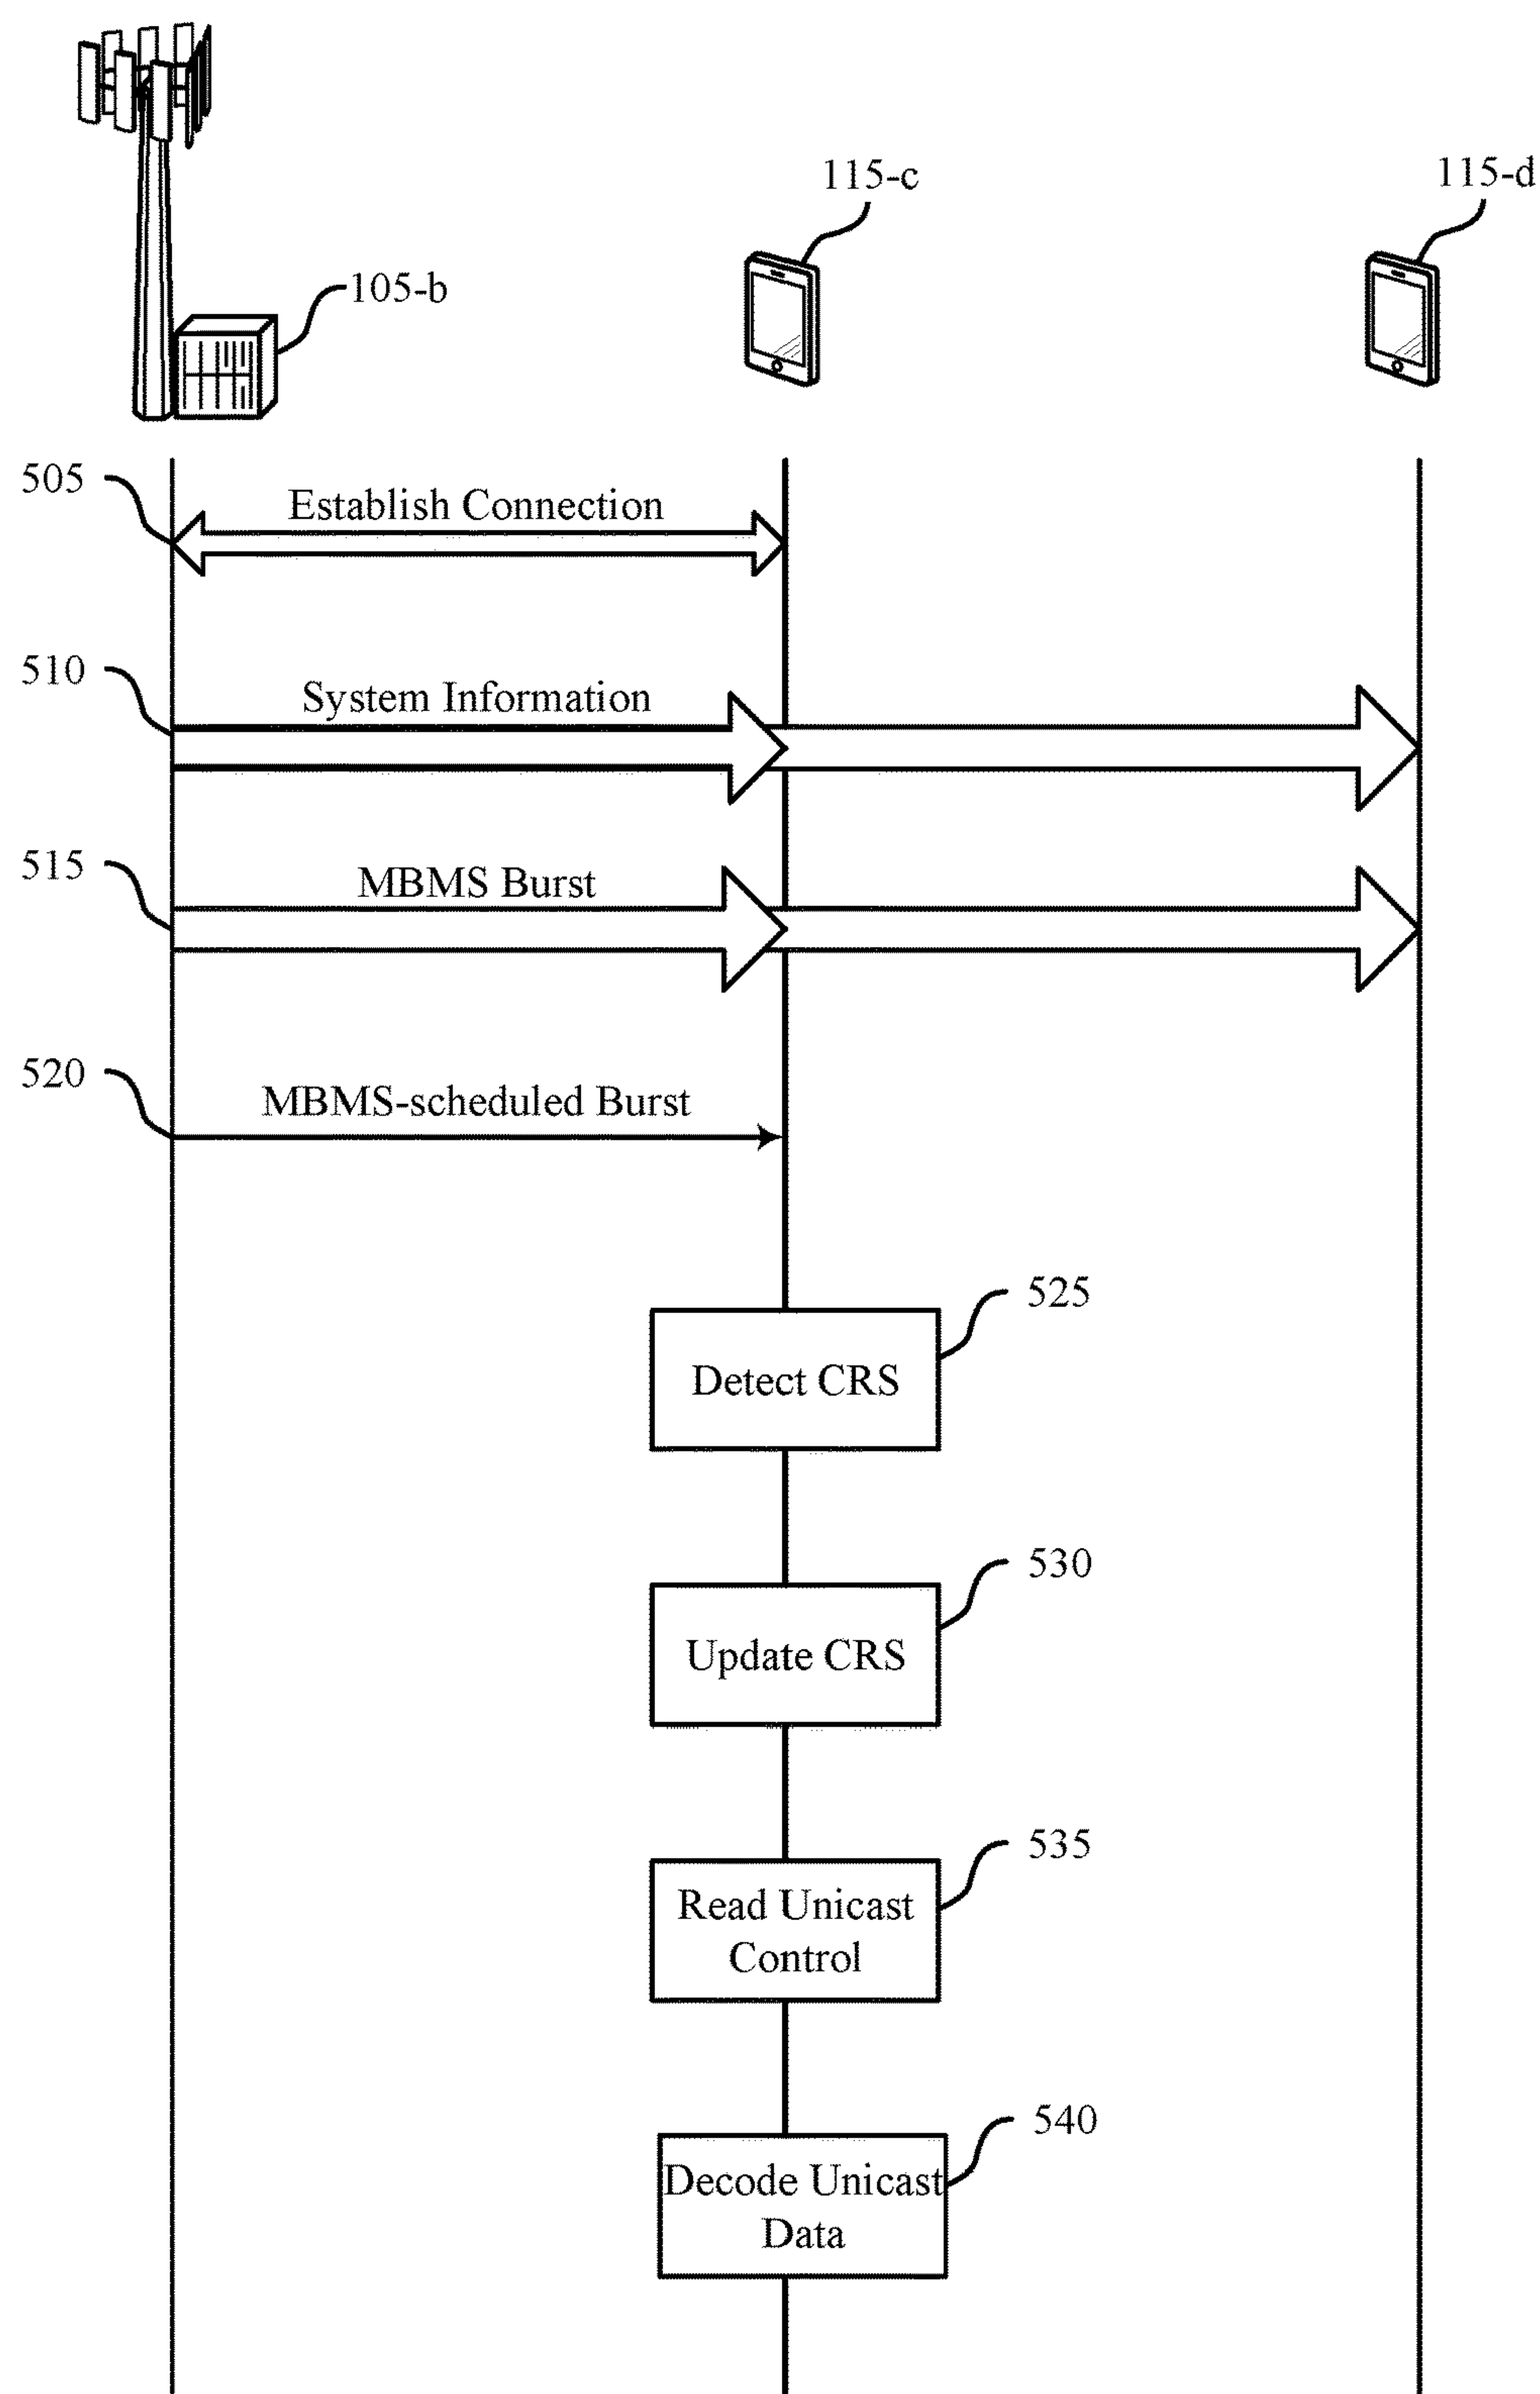 115-c
115-d
105-b
505
Establish Connection
510
System Information
515
MBMS Burst
520
MBMS-scheduled Burst
525
Detect CRS
530
Update CRS
535
Read Unicast
Control
540
Decode Unicast
Data